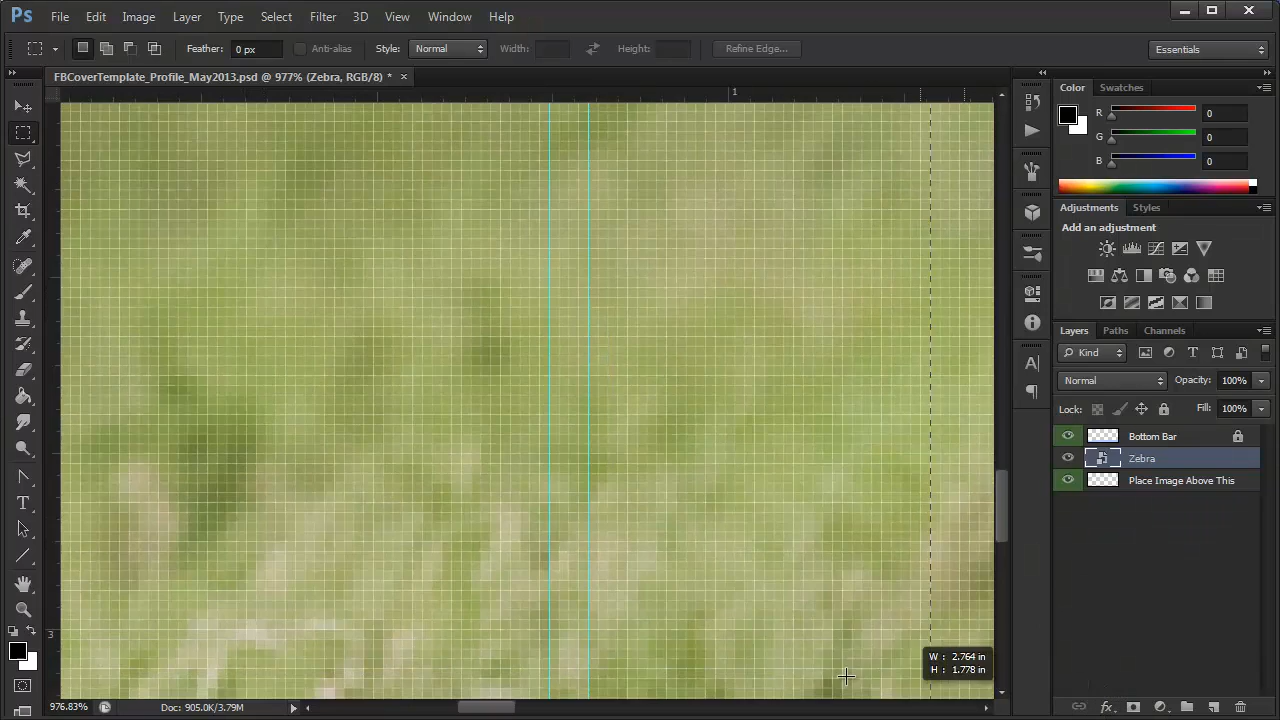 Ps File Edit Image Layer Type Select Filter 3D View Window Help
Feather: 0 px Anti-alias Style: Normal Width: Height: Refine Edge... Essentials
FBCoverTemplate_Profile_May2013.psd @ 977% (Zebra, RGB/8) * ×
1
3
W : 2.764 in
H : 1.778 in
976.83% Doc: 905.0K/3.79M
Color Swatches
R 0
G 0
B 0
Adjustments Styles
Add an adjustment
Layers Paths Channels
Kind
Normal Opacity: 100%
Lock: Fill: 100%
Bottom Bar
Zebra
Place Image Above This